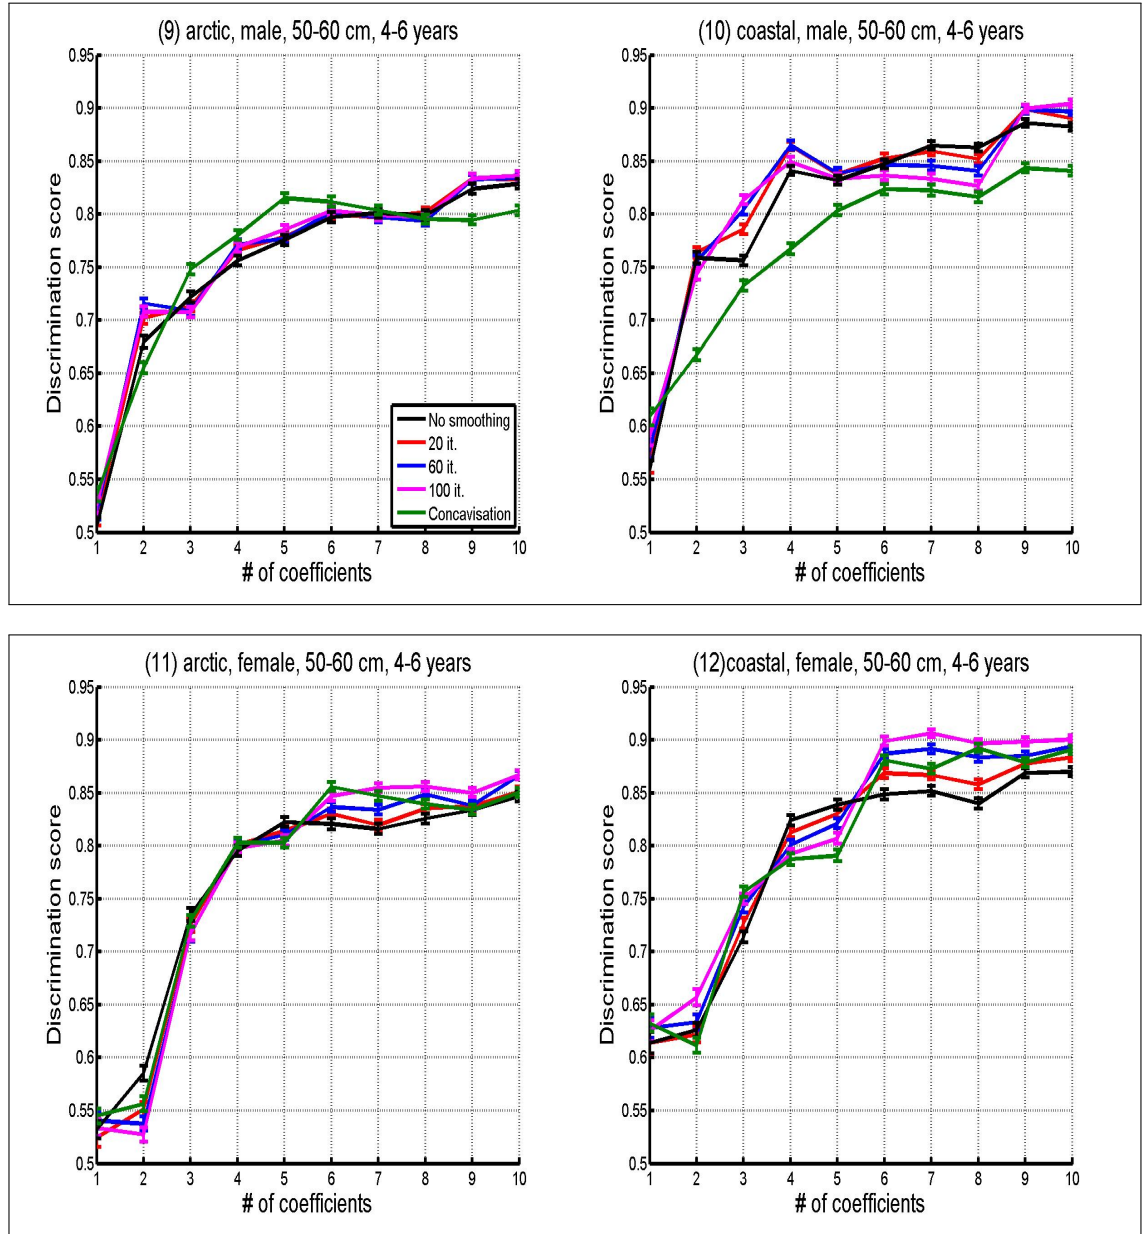 (9) arctic, male, 50-60 cm, 4-6 years
0.95
0.9
0.85
0.8
0.75
0.7
0.65
0.6
0.55
0.5
Discrimination score
No smoothing
20 it.
60 it.
100 it.
Concavisation
1 2 3 4 5 6 7 8 9 10
# of coefficients
(10) coastal, male, 50-60 cm, 4-6 years
0.95
0.9
0.85
0.8
0.75
0.7
0.65
0.6
0.55
0.5
Discrimination score
1 2 3 4 5 6 7 8 9 10
# of coefficients
(11) arctic, female, 50-60 cm, 4-6 years
0.95
0.9
0.85
0.8
0.75
0.7
0.65
0.6
0.55
0.5
Discrimination score
1 2 3 4 5 6 7 8 9 10
# of coefficients
(12)coastal, female, 50-60 cm, 4-6 years
0.95
0.9
0.85
0.8
0.75
0.7
0.65
0.6
0.55
0.5
Discrimination score
1 2 3 4 5 6 7 8 9 10
# of coefficients